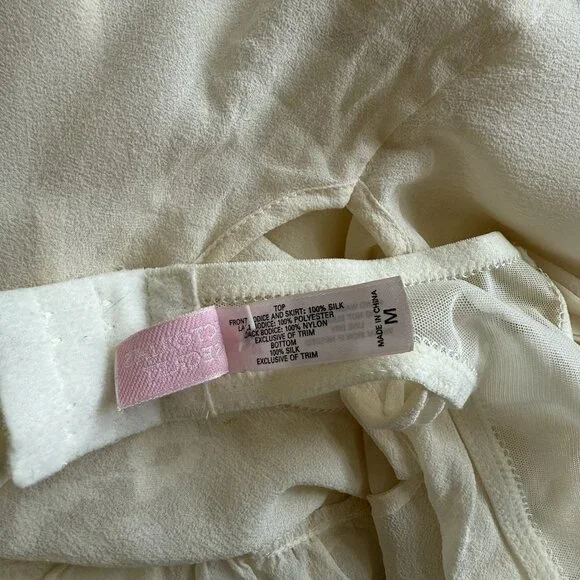 TOP
FRONT BODICE AND SKIRT: 100% SILK
BODICE: 100% POLYESTER
BACK BODICE: 100% NYLON
EXCLUSIVE OF TRIM
BOTTOM
100% SILK
EXCLUSIVE OF TRIM
MADE IN CHINA
M